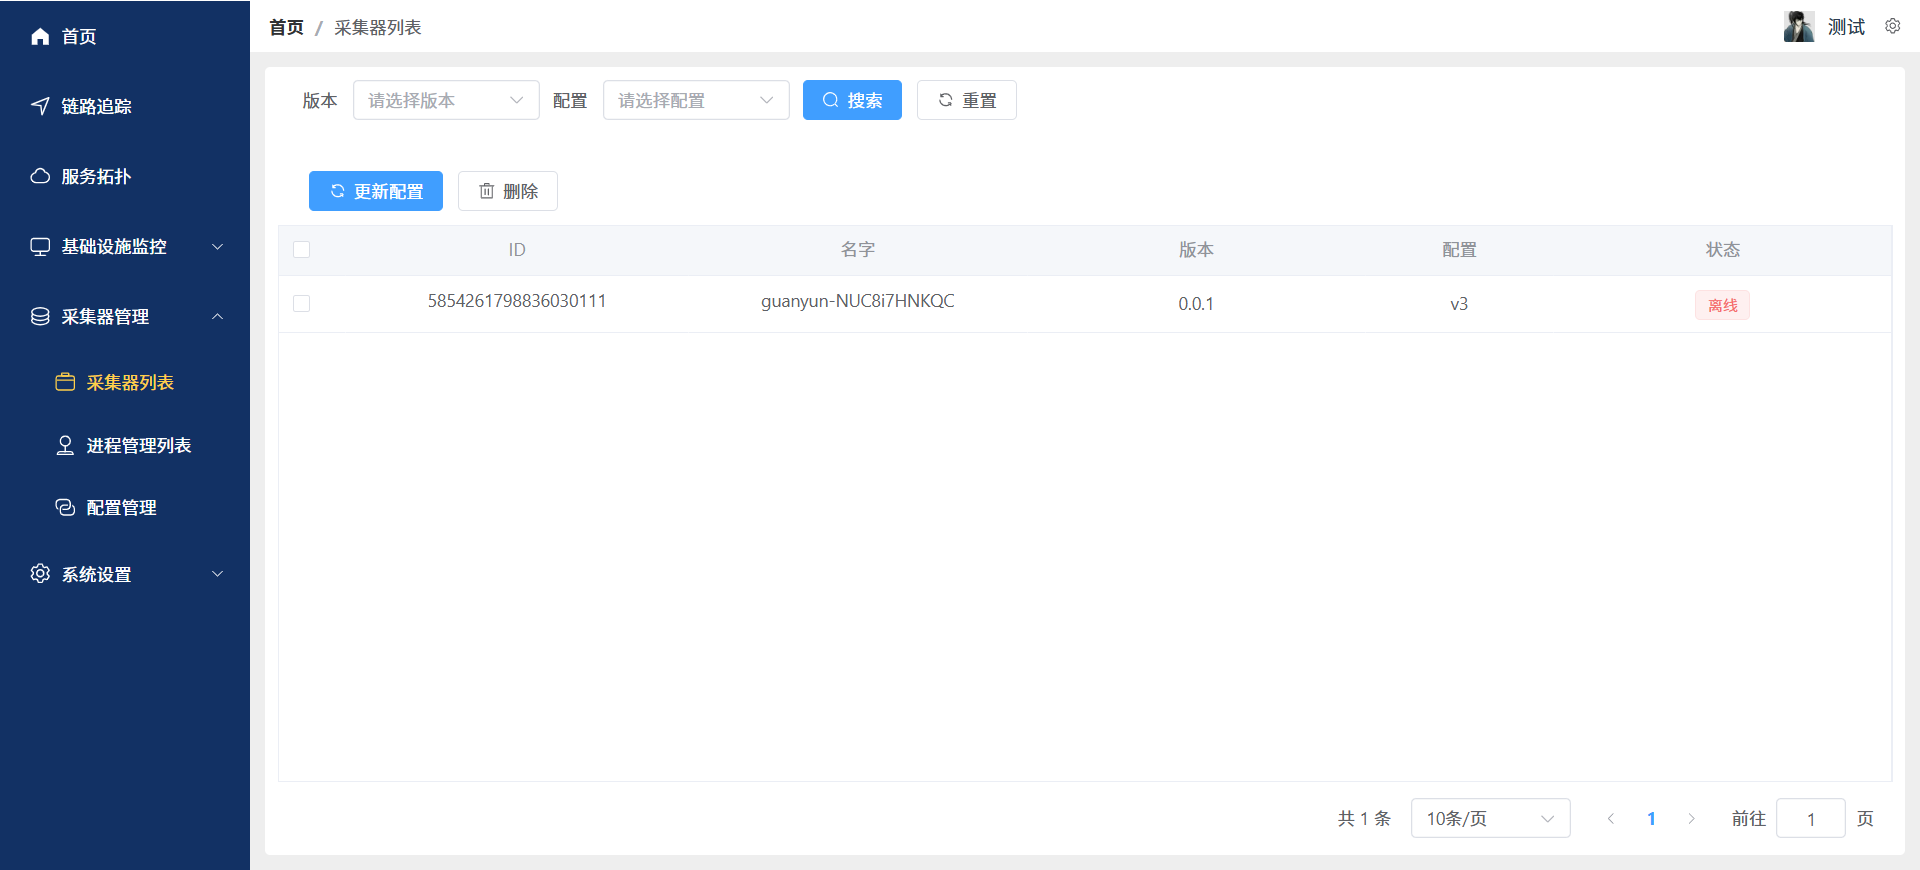 首页
链路追踪
服务拓扑
基础设施监控
采集器管理
采集器列表
进程管理列表
配置管理
系统设置
首页 / 采集器列表
测试
版本 请选择版本 配置 请选择配置 搜索 重置
更新配置 删除
ID 名字 版本 配置 状态
5854261798836030111 guanyun-NUC8i7HNKQC 0.0.1 v3 离线
共 1 条 10条/页 1 前往 1 页